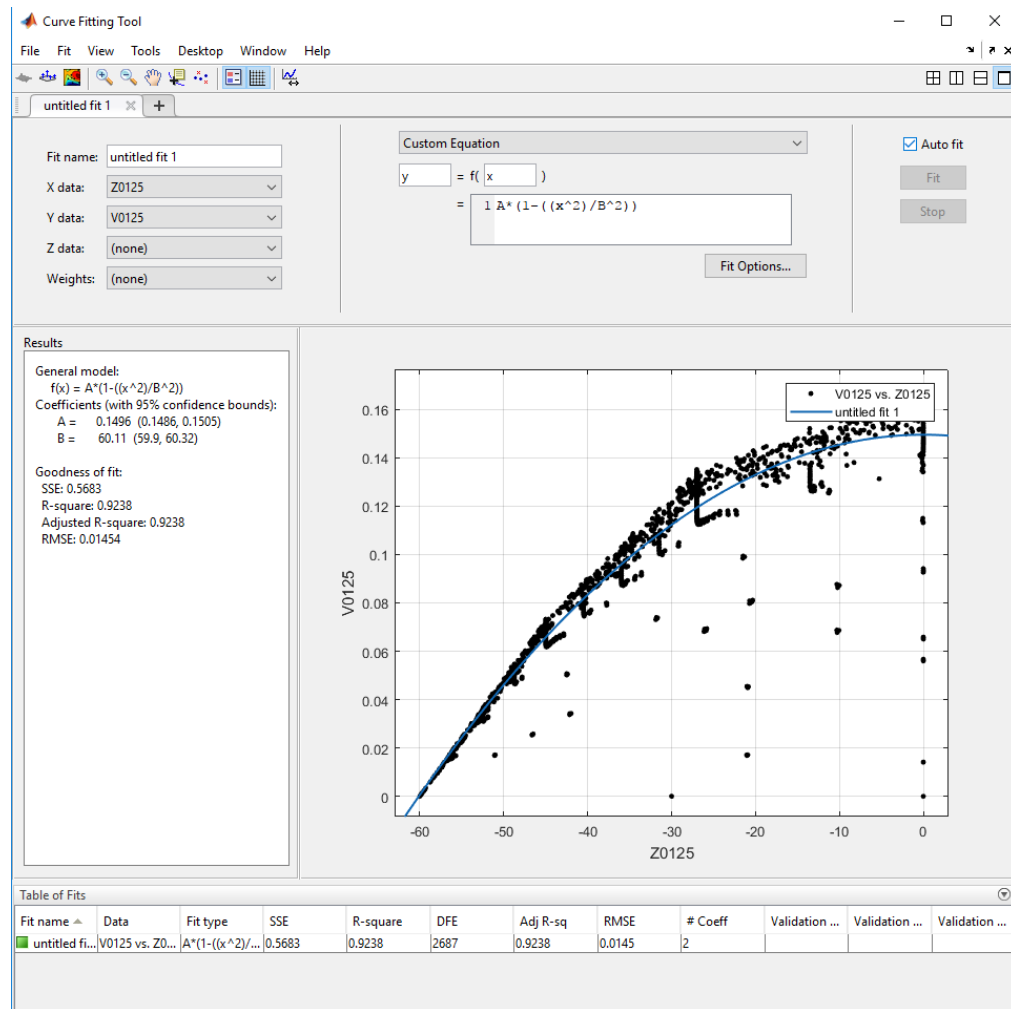 Curve Fitting Tool
File Fit View Tools Desktop Window Help
untitled fit 1
Fit name: untitled fit 1
X data: Z0125
Y data: V0125
Z data: (none)
Weights: (none)
Custom Equation
y = f( x )
= 1 A*(1-((x^2)/B^2))
Fit Options...
Auto fit
Fit
Stop
Results
General model:
f(x) = A*(1-((x^2)/B^2))
Coefficients (with 95% confidence bounds):
A = 0.1496 (0.1486, 0.1505)
B = 60.11 (59.9, 60.32)
Goodness of fit:
SSE: 0.5683
R-square: 0.9238
Adjusted R-square: 0.9238
RMSE: 0.01454
V0125 vs. Z0125
untitled fit 1
0.16
0.14
0.12
0.1
0.08
0.06
0.04
0.02
0
V0125
-60 -50 -40 -30 -20 -10 0
Z0125
Table of Fits
Fit name Data Fit type SSE R-square DFE Adj R-sq RMSE # Coeff Validation ... Validation ... Validation ...
untitled fi... V0125 vs. Z0... A*(1-((x^2)/... 0.5683 0.9238 2687 0.9238 0.0145 2